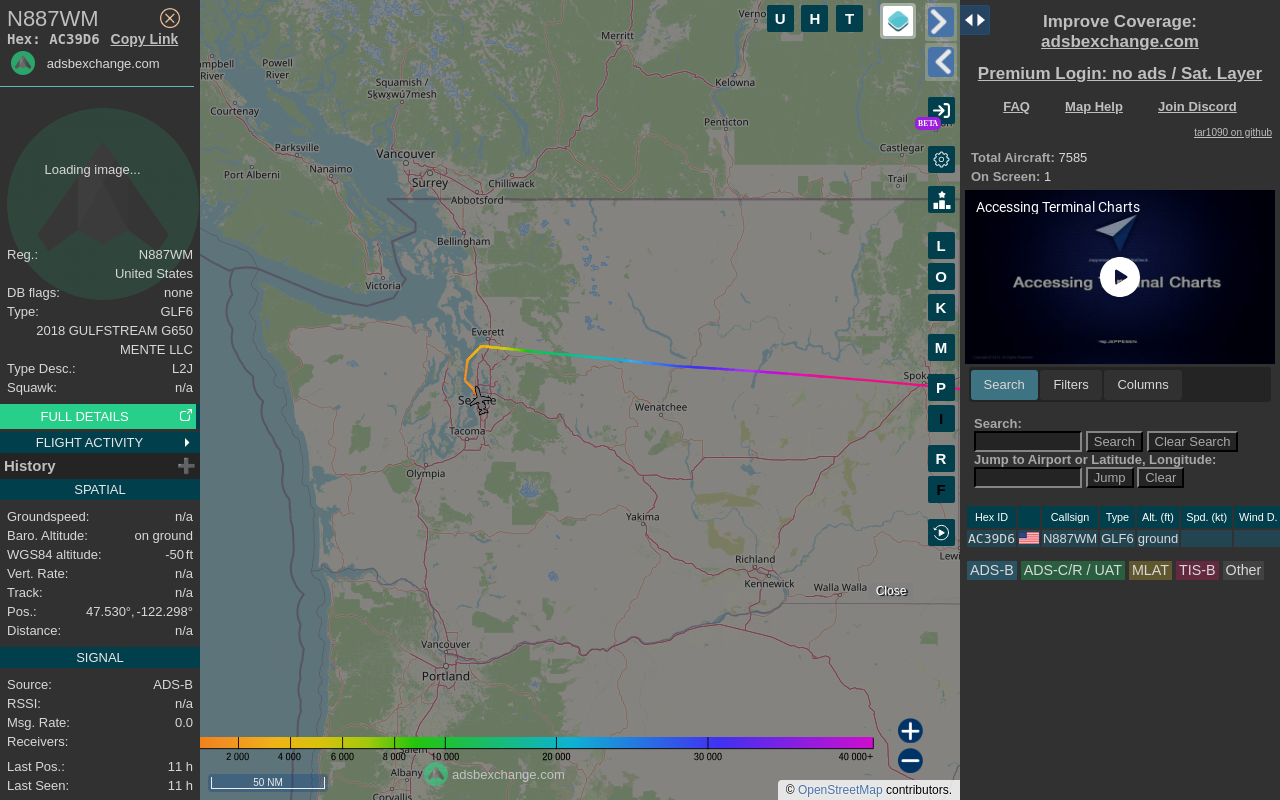 N887WM
Hex: AC39D6 Copy Link
adsbexchange.com
Loading image...
Reg.: N887WM
United States
DB flags: none
Type: GLF6
2018 GULFSTREAM G650
MENTE LLC
Type Desc.: L2J
Squawk: n/a
FULL DETAILS
FLIGHT ACTIVITY
History
SPATIAL
Groundspeed: n/a
Baro. Altitude: on ground
WGS84 altitude: -50 ft
Vert. Rate: n/a
Track: n/a
Pos.: 47.530°, -122.298°
Distance: n/a
SIGNAL
Source: ADS-B
RSSI: n/a
Msg. Rate: 0.0
Receivers:
Last Pos.: 11 h
Last Seen: 11 h
U H T
BETA
L
O
K
M
P
I
R
F
Merritt
Powell
River
River
Squamish /
Sḵwx̱wú7mesh
Kelowna
Courtenay
Penticton
Parksville
Vancouver
Castlegar
Nanaimo
Port Alberni
Surrey
Chilliwack
Trail
Abbotsford
Bellingham
Victoria
Everett
Wenatchee
Tacoma
Olympia
Yakima
Richland
Kennewick
Walla Walla
Close
Vancouver
Portland
Albany
Corvallis
2 000 4 000 6 000 8 000 10 000 20 000 30 000 40 000+
adsbexchange.com
50 NM
© OpenStreetMap contributors.
Improve Coverage:
adsbexchange.com
Premium Login: no ads / Sat. Layer
FAQ Map Help Join Discord
tar1090 on github
Total Aircraft: 7585
On Screen: 1
Accessing Terminal Charts
JEPPESEN
Search Filters Columns
Search:
Search Clear Search
Jump to Airport or Latitude, Longitude:
Jump Clear
Hex ID Callsign Type Alt. (ft) Spd. (kt) Wind D.
AC39D6 N887WM GLF6 ground
ADS-B ADS-C/R / UAT MLAT TIS-B Other